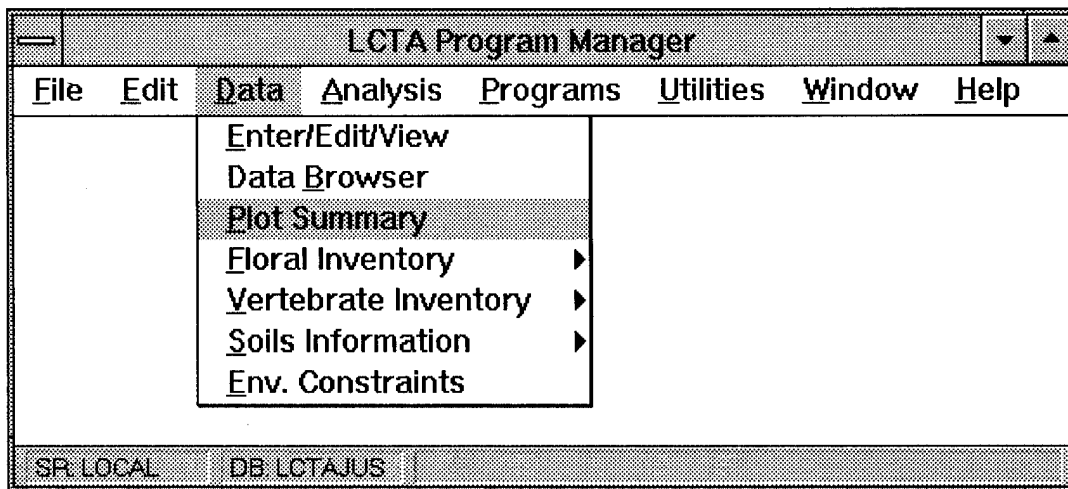 LCTA Program Manager
File Edit Data Analysis Programs Utilities Window Help
Enter/Edit/View
Data Browser
Plot Summary
Floral Inventory
Vertebrate Inventory
Soils Information
Env. Constraints
SR: LOCAL DB: LCTAJUS